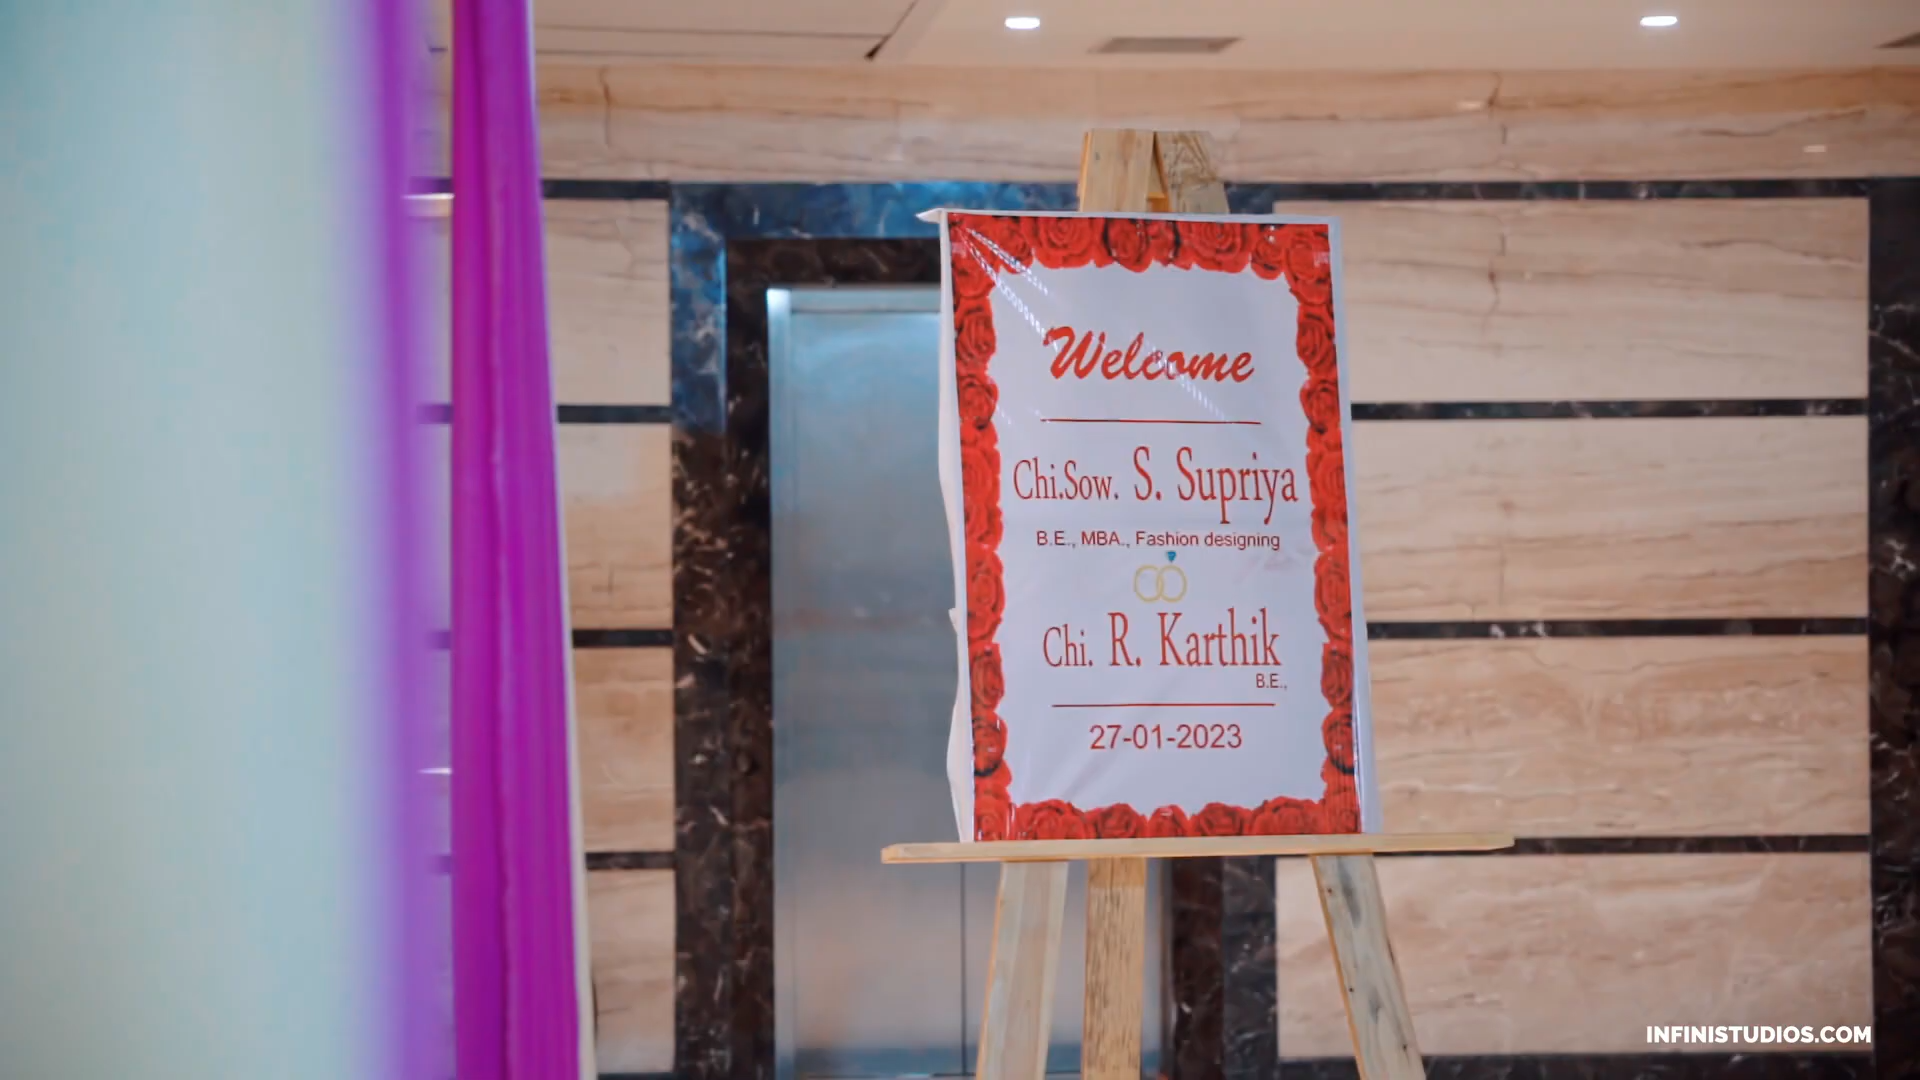 Welcome
Chi.Sow. S. Supriya
B.E., MBA., Fashion designing
Chi. R. Karthik
B.E.,
27-01-2023
INFINISTUDIOS.COM